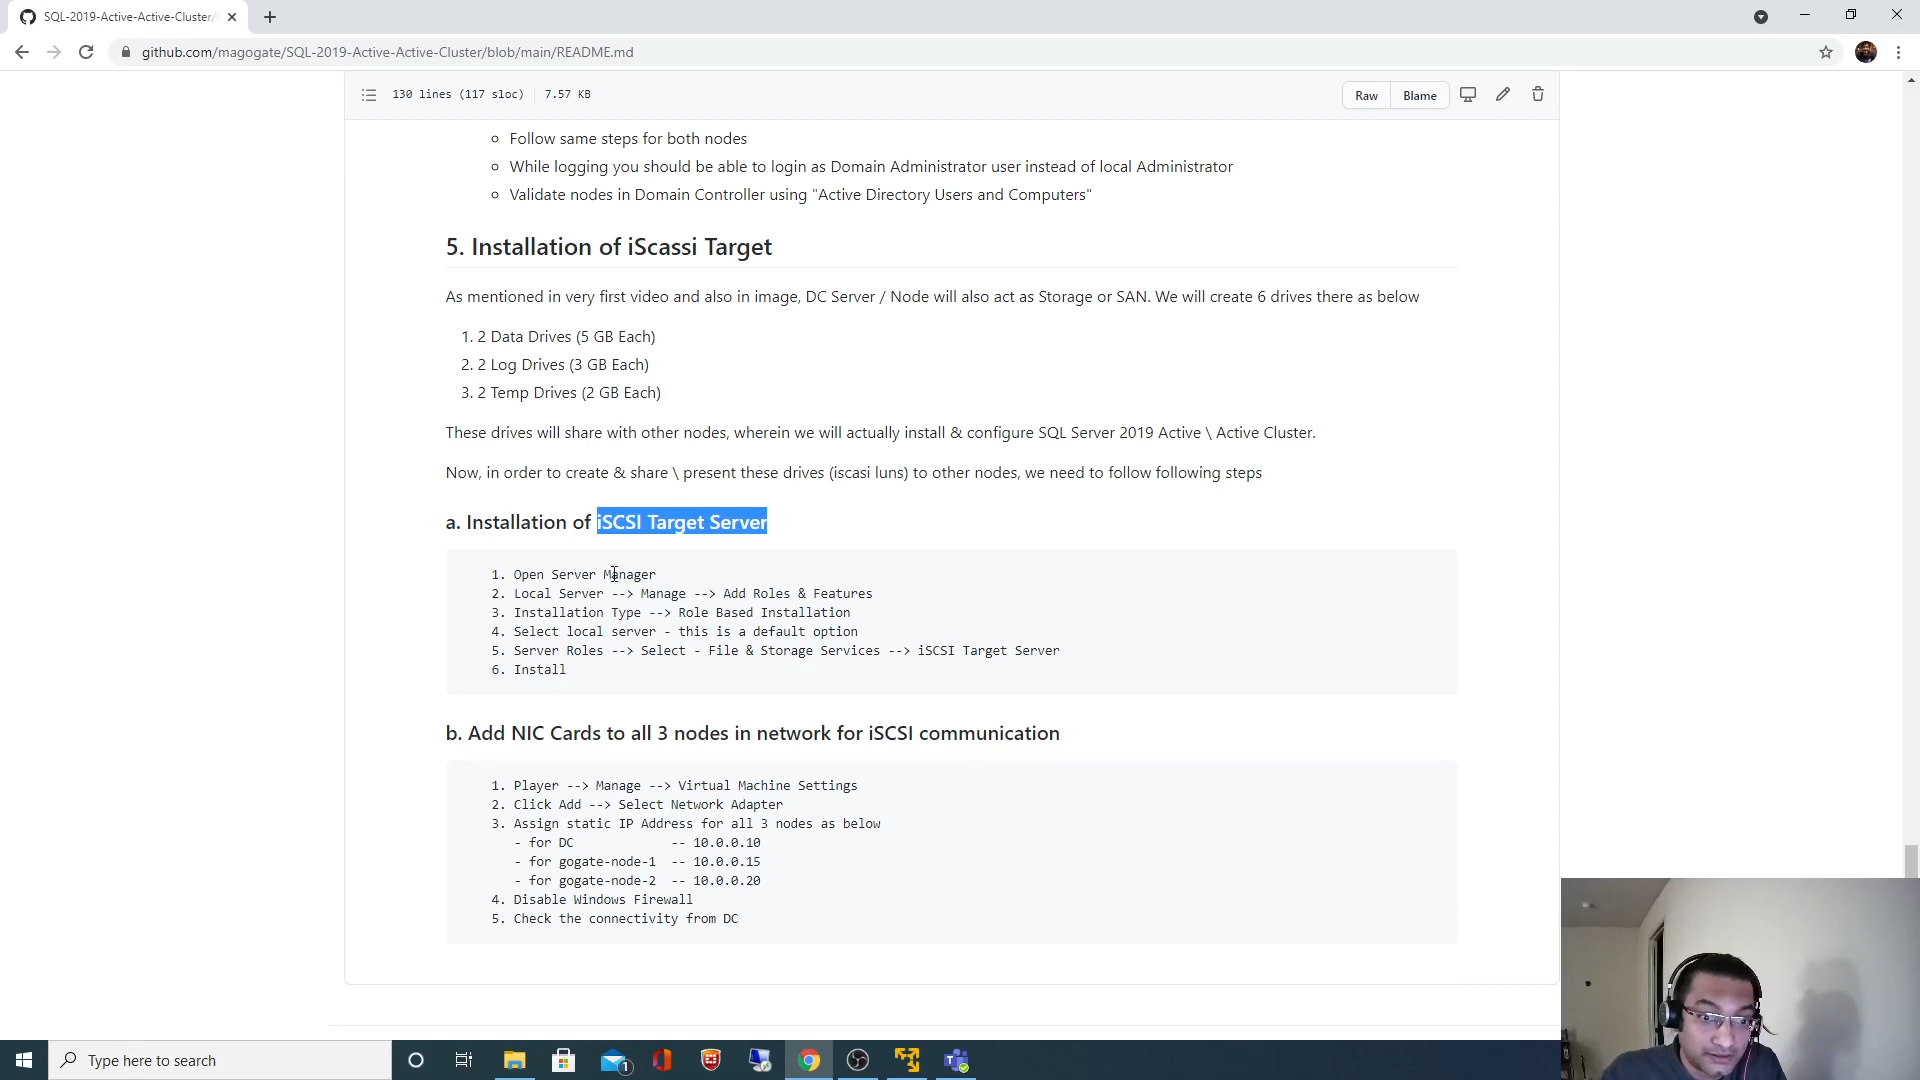 SQL-2019-Active-Active-Cluster/
github.com/magogate/SQL-2019-Active-Active-Cluster/blob/main/README.md
130 lines (117 sloc) 7.57 KB
Raw Blame
Follow same steps for both nodes
While logging you should be able to login as Domain Administrator user instead of local Administrator
Validate nodes in Domain Controller using "Active Directory Users and Computers"
5. Installation of iScassi Target
As mentioned in very first video and also in image, DC Server / Node will also act as Storage or SAN. We will create 6 drives there as below
1. 2 Data Drives (5 GB Each)
2. 2 Log Drives (3 GB Each)
3. 2 Temp Drives (2 GB Each)
These drives will share with other nodes, wherein we will actually install & configure SQL Server 2019 Active \ Active Cluster.
Now, in order to create & share \ present these drives (iscasi luns) to other nodes, we need to follow following steps
a. Installation of iSCSI Target Server
1. Open Server Manager
2. Local Server --> Manage --> Add Roles & Features
3. Installation Type --> Role Based Installation
4. Select local server - this is a default option
5. Server Roles --> Select - File & Storage Services --> iSCSI Target Server
6. Install
b. Add NIC Cards to all 3 nodes in network for iSCSI communication
1. Player --> Manage --> Virtual Machine Settings
2. Click Add --> Select Network Adapter
3. Assign static IP Address for all 3 nodes as below
- for DC -- 10.0.0.10
- for gogate-node-1 -- 10.0.0.15
- for gogate-node-2 -- 10.0.0.20
4. Disable Windows Firewall
5. Check the connectivity from DC
Type here to search
1